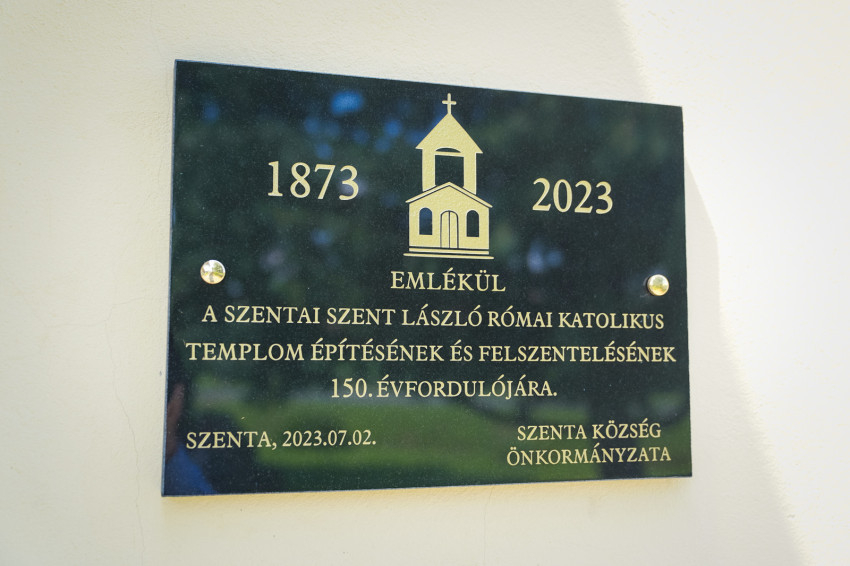 1873 2023
EMLÉKÜL
A SZENTAI SZENT LÁSZLÓ RÓMAI KATOLIKUS
TEMPLOM ÉPÍTÉSÉNEK ÉS FELSZENTELÉSÉNEK
150. ÉVFORDULÓJÁRA.
SZENTA, 2023.07.02.
SZENTA KÖZSÉG
ÖNKORMÁNYZATA